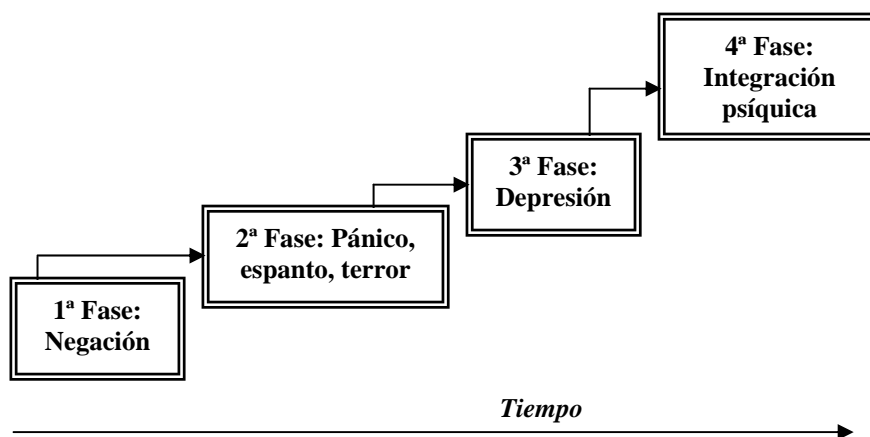 4ª Fase:
Integración
psíquica
3ª Fase:
Depresión
2ª Fase: Pánico,
espanto, terror
1ª Fase:
Negación
Tiempo